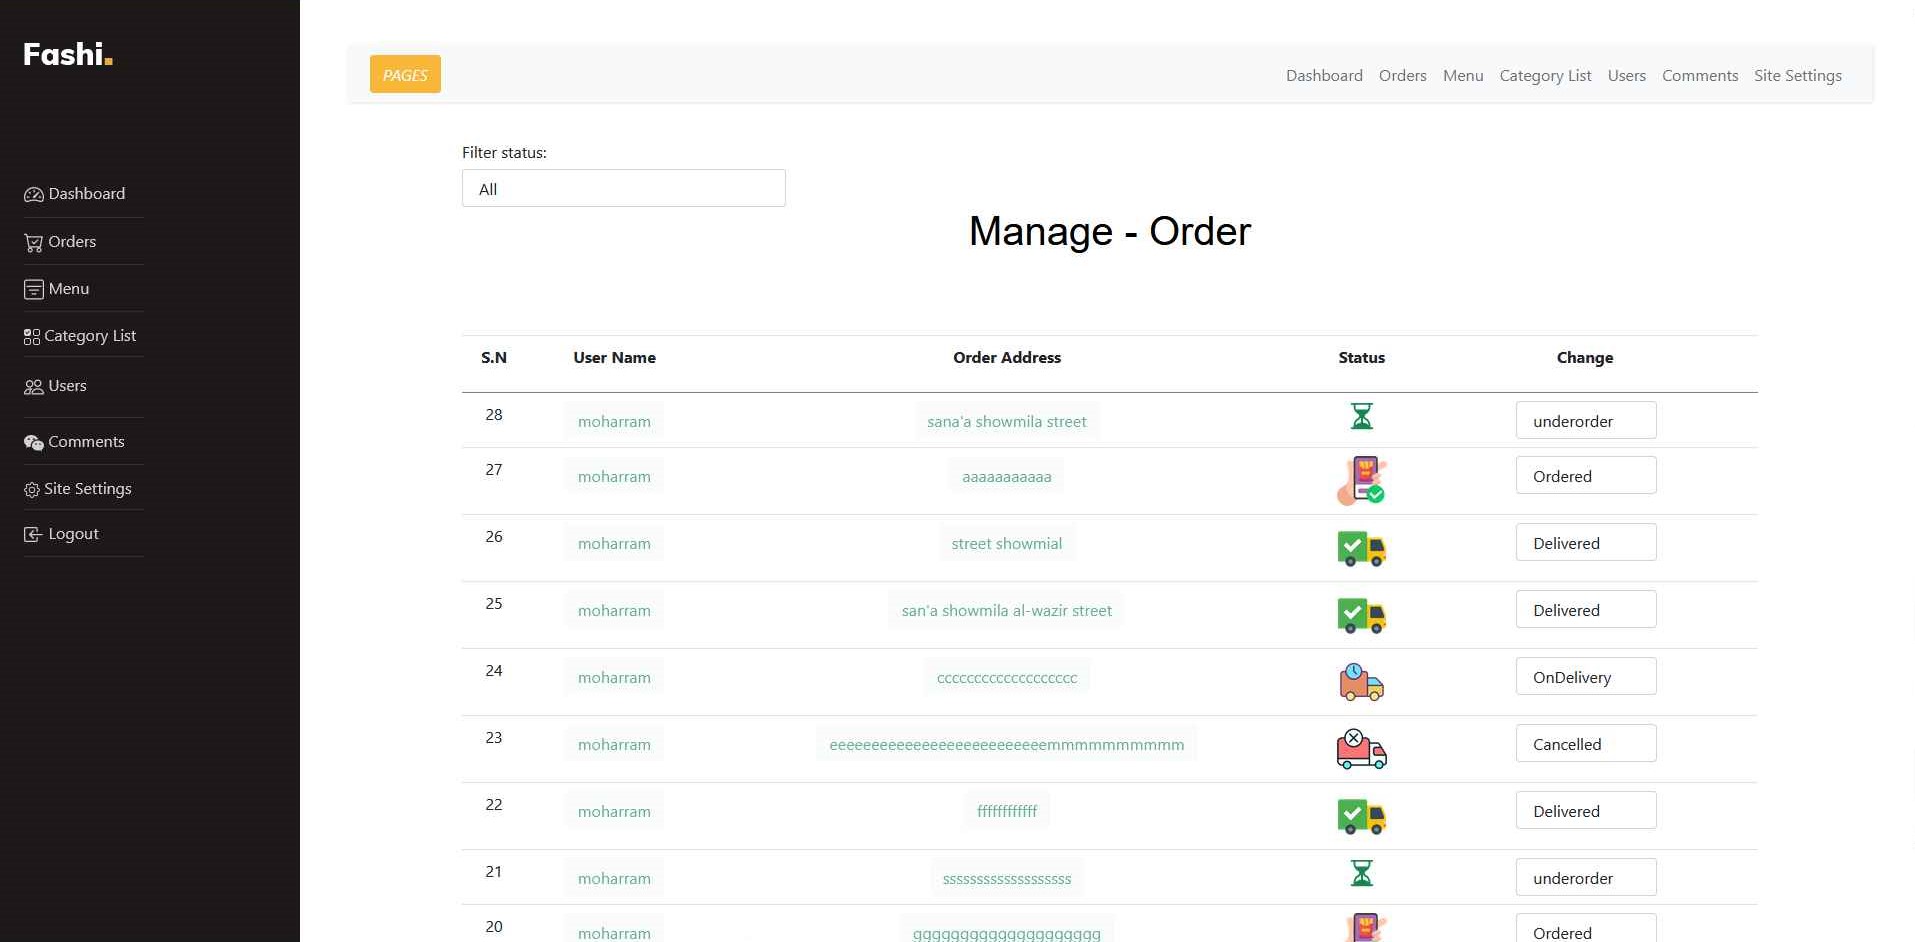 Fashi.
Dashboard
Orders
Menu
Category List
Users
Comments
Site Settings
Logout
PAGES
Dashboard Orders Menu Category List Users Comments Site Settings
Filter status:
All
Manage - Order
S.N User Name Order Address Status Change
28 moharram sana'a showmila street underorder
27 moharram aaaaaaaaaaa Ordered
26 moharram street showmial Delivered
25 moharram san'a showmila al-wazir street Delivered
24 moharram ccccccccccccccccccc OnDelivery
23 moharram eeeeeeeeeeeeeeeeeeeeeeeeeemmmmmmmmmm Cancelled
22 moharram ffffffffffff Delivered
21 moharram sssssssssssssssssss underorder
20 moharram gggggggggggggggggggg Ordered